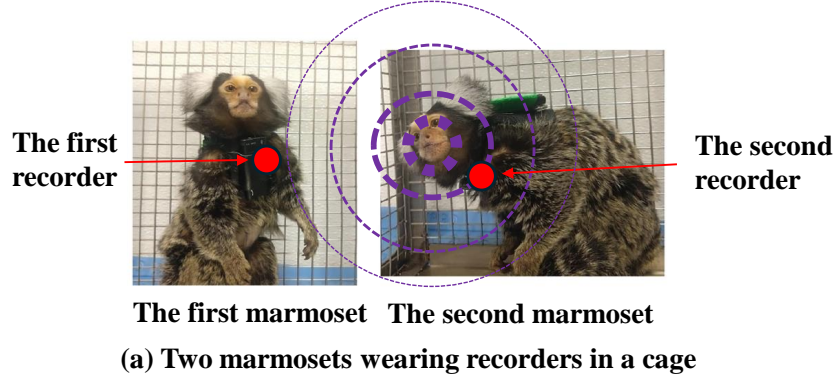 The first
recorder
The second
recorder
The first marmoset
The second marmoset
(a) Two marmosets wearing recorders in a cage